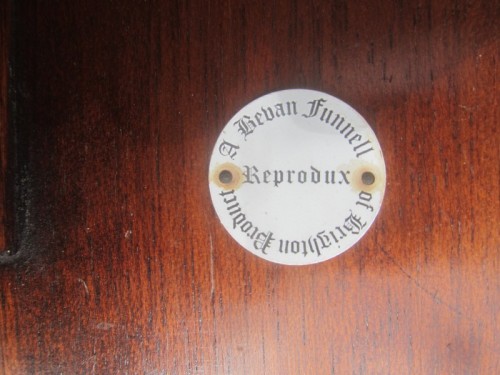 A Bevan Funnell
Reprodux
of Brighton Product